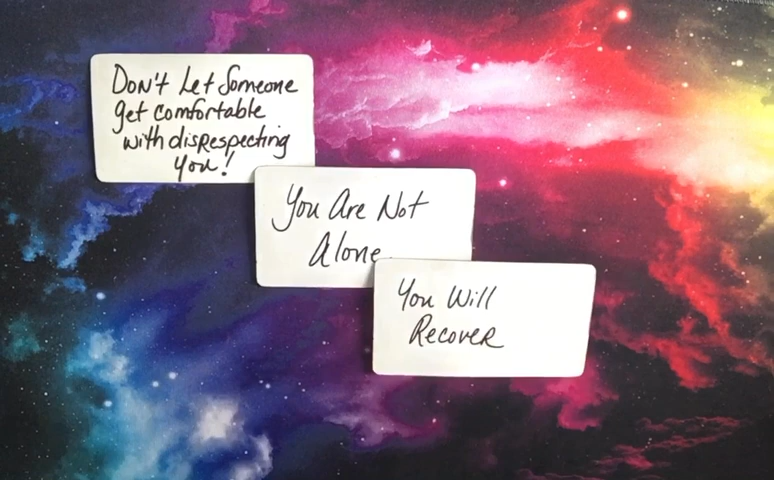 Don't Let Someone
get comfortable
with disrespecting
you!
You Are Not
Alone
You Will
Recover